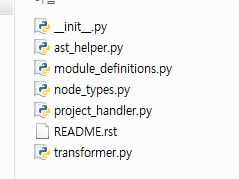 __init__.py
ast_helper.py
module_definitions.py
node_types.py
project_handler.py
README.rst
transformer.py